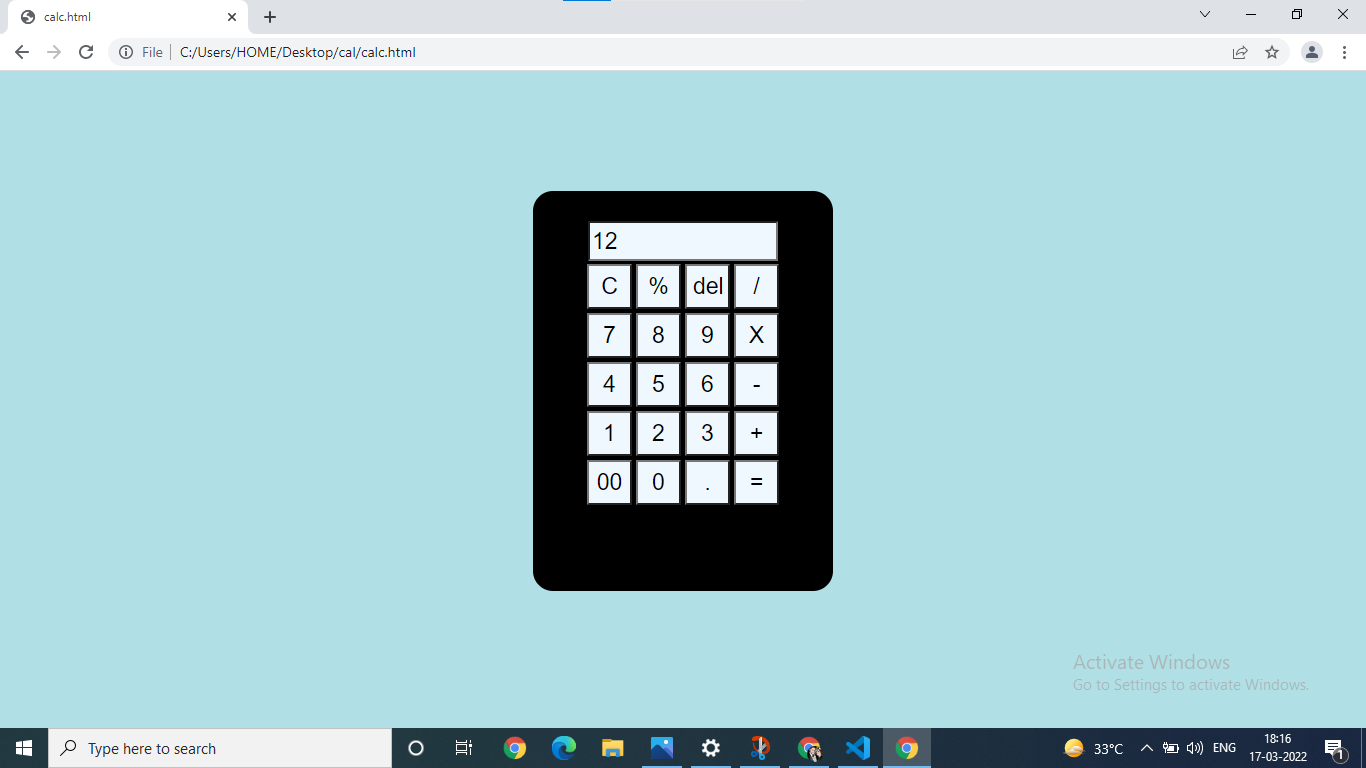 calc.html
File C:/Users/HOME/Desktop/cal/calc.html
12
C % del /
7 8 9 X
4 5 6 -
1 2 3 +
00 0 . =
Activate Windows
Go to Settings to activate Windows.
Type here to search
33°C
ENG
18:16
17-03-2022
1